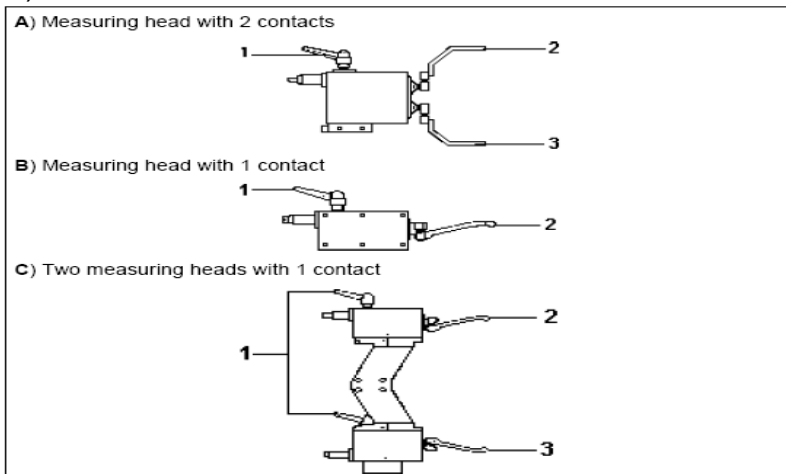 A) Measuring head with 2 contacts
1
2
3
B) Measuring head with 1 contact
1
2
C) Two measuring heads with 1 contact
2
1
3